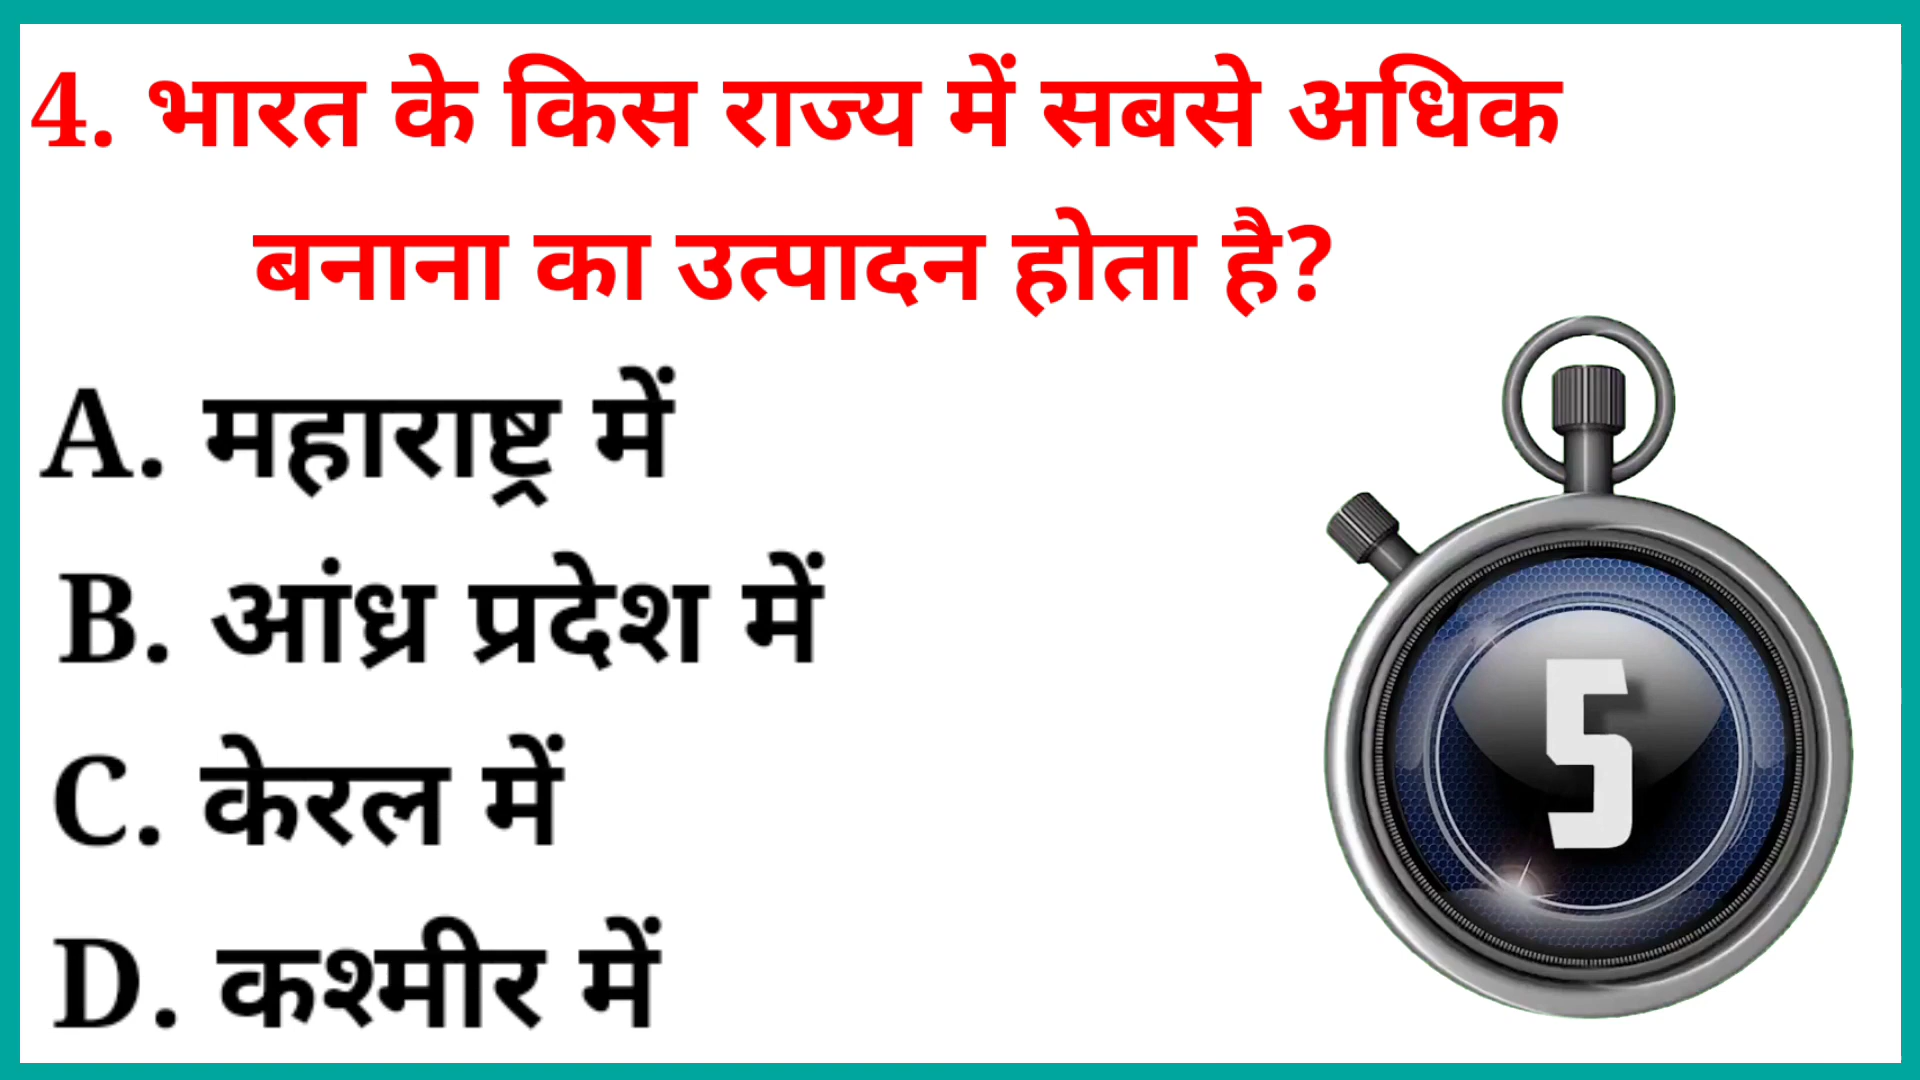 4. भारत के किस राज्य में सबसे अधिक
बनाना का उत्पादन होता है?
A. महाराष्ट्र में
B. आंध्र प्रदेश में
C. केरल में
D. कश्मीर में
5